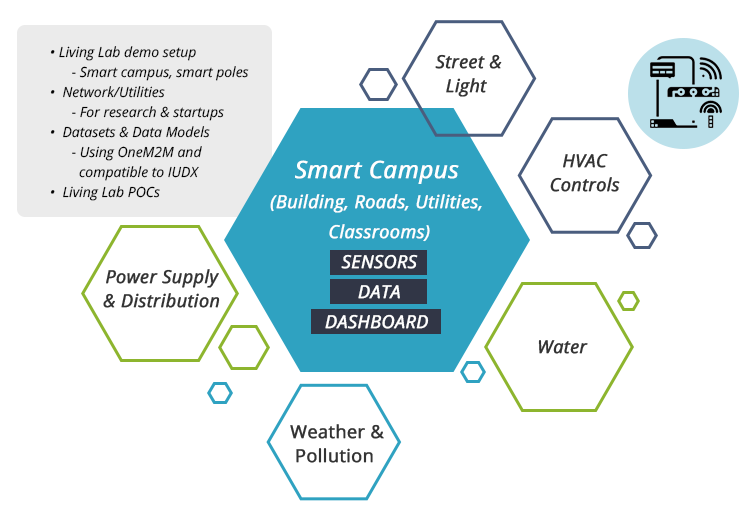 • Living Lab demo setup
- Smart campus, smart poles
• Network/Utilities
- For research & startups
• Datasets & Data Models
- Using OneM2M and
compatible to IUDX
• Living Lab POCs
Street &
Light
HVAC
Controls
Smart Campus
(Building, Roads, Utilities,
Classrooms)
SENSORS
DATA
DASHBOARD
Power Supply
& Distribution
Water
Weather &
Pollution